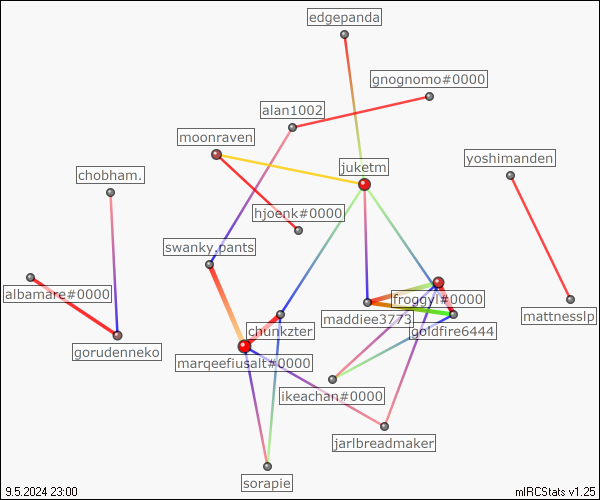 edgepanda
gnognomo#0000
alan1002
moonraven
yoshimanden
juketm
chobham.
hjoenk#0000
swanky.pants
albamare#0000
froggyl#0000
mattnesslp
maddiee3773
chunkzter
goldfire6444
gorudenneko
marqeefiusalt#0000
ikeachan#0000
jarlbreadmaker
sorapie
9.5.2024 23:00
mIRCStats v1.25